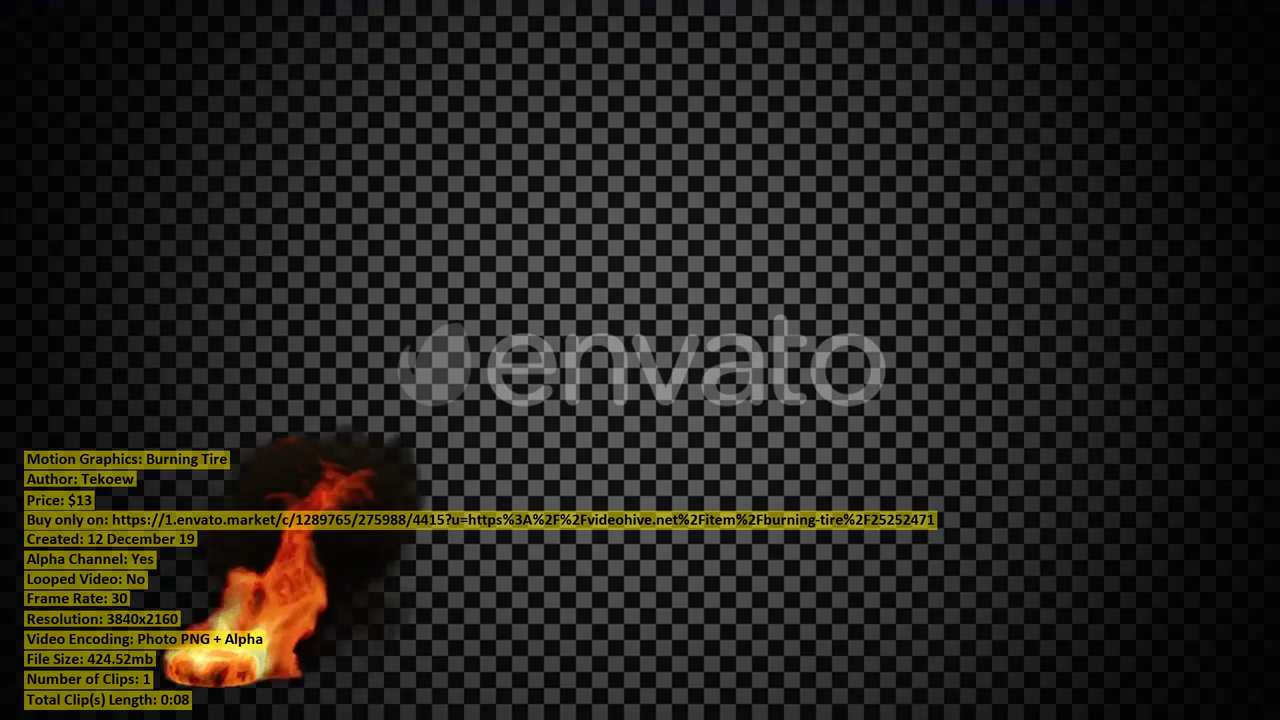 envato
Motion Graphics: Burning Tire
Author: Tekoew
Price: $13
Buy only on: https://1.envato.market/c/1289765/275988/4415?u=https%3A%2F%2Fvideohive.net%2Fitem%2Fburning-tire%2F25252471
Created: 12 December 19
Alpha Channel: Yes
Looped Video: No
Frame Rate: 30
Resolution: 3840x2160
Video Encoding: Photo PNG + Alpha
File Size: 424.52mb
Number of Clips: 1
Total Clip(s) Length: 0:08